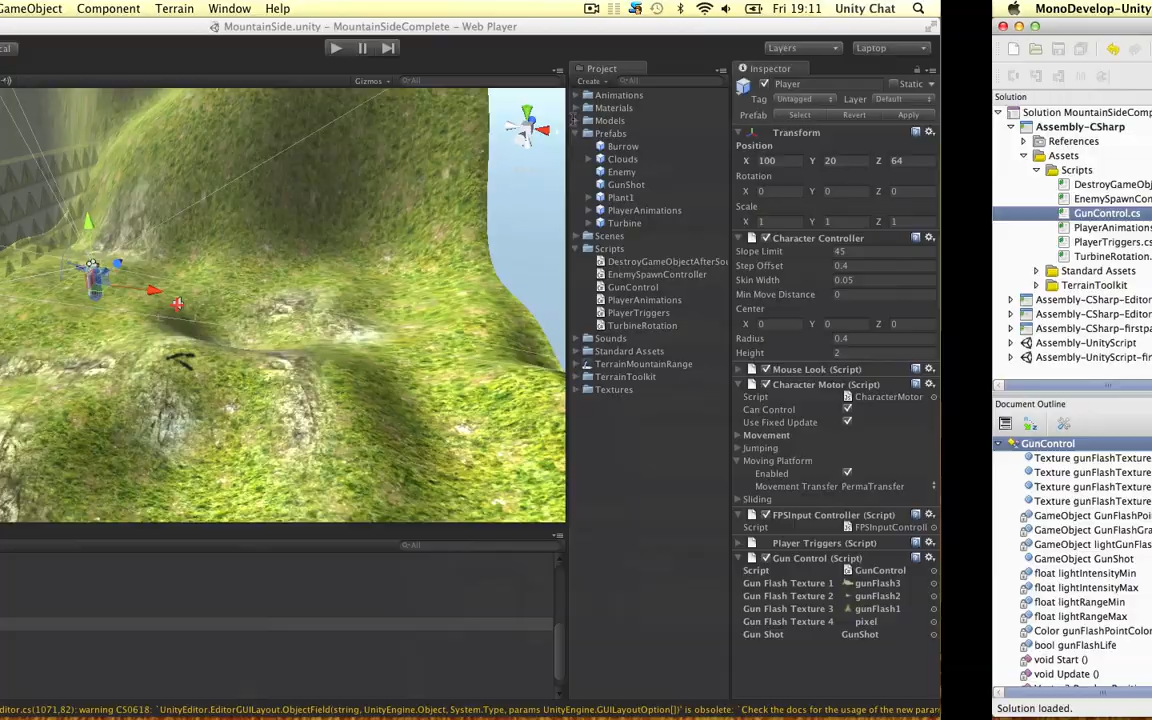 GameObject Component Terrain Window Help Fri 19:11 Unity Chat
MountainSide.unity - MountainSideComplete - Web Player
Layers Laptop
Gizmos All
Project
Create All
Animations
Materials
Models
Prefabs
Burrow
Clouds
Enemy
GunShot
Plant1
PlayerAnimations
Turbine
Scenes
Scripts
DestroyGameObjectAfterSou
EnemySpawnController
GunControl
PlayerAnimations
PlayerTriggers
TurbineRotation
Sounds
Standard Assets
TerrainMountainRange
TerrainToolkit
Textures
All
Inspector
Player Static
Tag Untagged Layer Default
Prefab Select Revert Apply
Transform
Position
X 100 Y 20 Z 64
Rotation
X 0 Y 0 Z 0
Scale
X 1 Y 1 Z 1
Character Controller
Slope Limit 45
Step Offset 0.4
Skin Width 0.05
Min Move Distance 0
Center
X 0 Y 0 Z 0
Radius 0.4
Height 2
Mouse Look (Script)
Character Motor (Script)
Script CharacterMotor
Can Control
Use Fixed Update
Movement
Jumping
Moving Platform
Enabled
Movement Transfer PermaTransfer
Sliding
FPSInput Controller (Script)
Script FPSInputControll
Player Triggers (Script)
Gun Control (Script)
Script GunControl
Gun Flash Texture 1 gunFlash3
Gun Flash Texture 2 gunFlash2
Gun Flash Texture 3 gunFlash1
Gun Flash Texture 4 pixel
Gun Shot GunShot
Editor.cs(1071,82): warning CS0618: `UnityEditor.EditorGUILayout.ObjectField(string, UnityEngine.Object, System.Type, params UnityEngine.GUILayoutOption[])' is obsolete: `Check the docs for the usage of the new param
MonoDevelop-Unity
Solution
Solution MountainSideComplete
Assembly-CSharp
References
Assets
Scripts
DestroyGameObj
EnemySpawnCon
GunControl.cs
PlayerAnimations
PlayerTriggers.cs
TurbineRotation.
Standard Assets
TerrainToolkit
Assembly-CSharp-Editor
Assembly-CSharp-Editor
Assembly-CSharp-firstpa
Assembly-UnityScript
Assembly-UnityScript-fir
Document Outline
GunControl
Texture gunFlashTexture
Texture gunFlashTexture
Texture gunFlashTexture
Texture gunFlashTexture
GameObject GunFlashPoi
GameObject GunFlashGra
GameObject lightGunFlas
GameObject GunShot
float lightIntensityMin
float lightIntensityMax
float lightRangeMin
float lightRangeMax
Color gunFlashPointColor
bool gunFlashLife
void Start ()
void Update ()
Solution loaded.